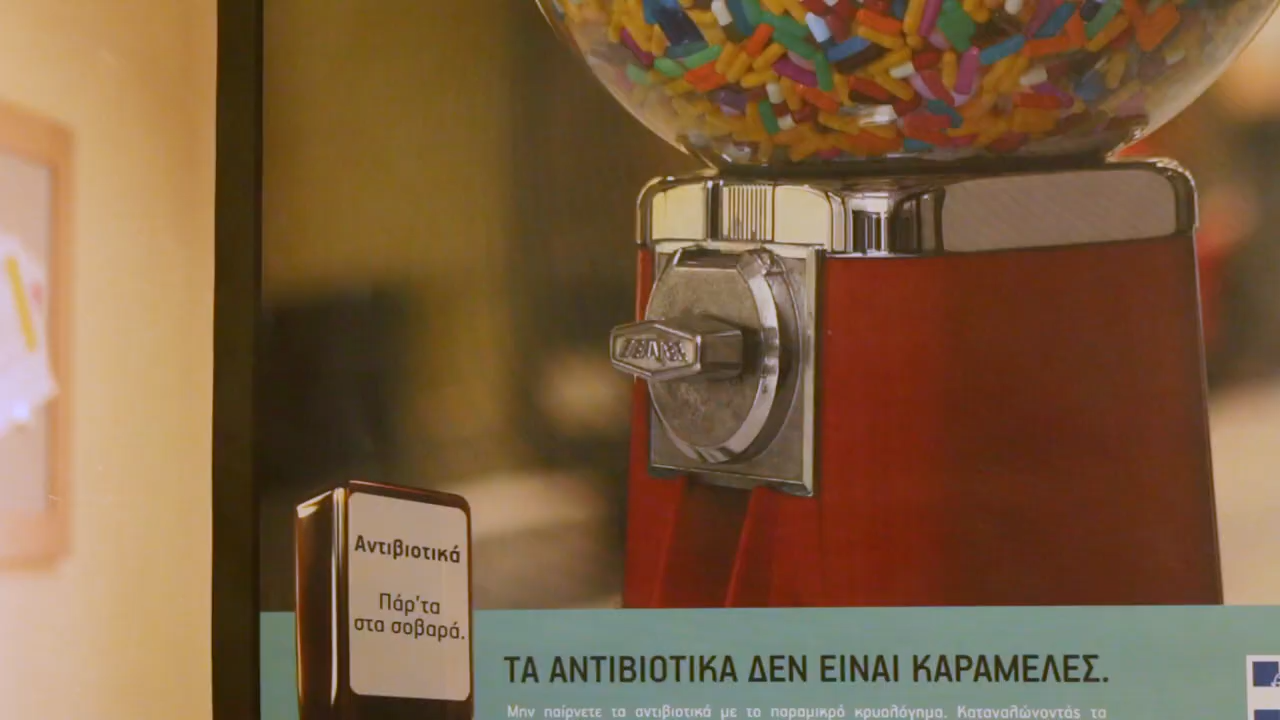 Αντιβιοτικά
Πάρ'τα
στα σοβαρά.
ΤΑ ΑΝΤΙΒΙΟΤΙΚΑ ΔΕΝ ΕΙΝΑΙ ΚΑΡΑΜΕΛΕΣ.
Μην παίρνετε τα αντιβιοτικά με το παραμικρό κρυολόγημα. Καταναλώνοντάς τα